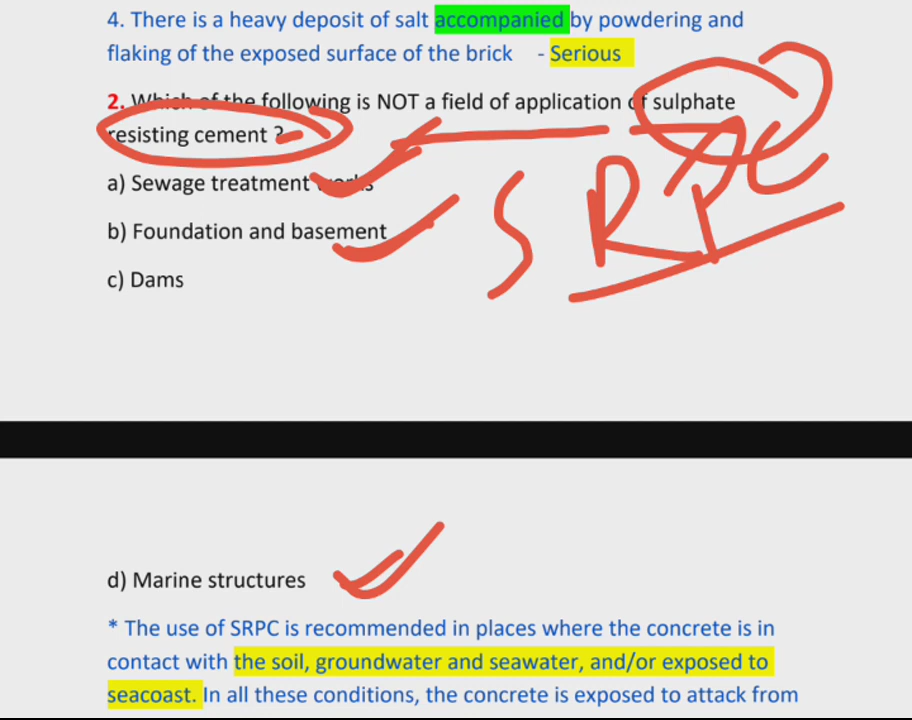 4. There is a heavy deposit of salt accompanied by powdering and
flaking of the exposed surface of the brick - Serious
2. Which of the following is NOT a field of application of sulphate
resisting cement ?
SRPC
a) Sewage treatment works
b) Foundation and basement
c) Dams
d) Marine structures
* The use of SRPC is recommended in places where the concrete is in
contact with the soil, groundwater and seawater, and/or exposed to
seacoast. In all these conditions, the concrete is exposed to attack from